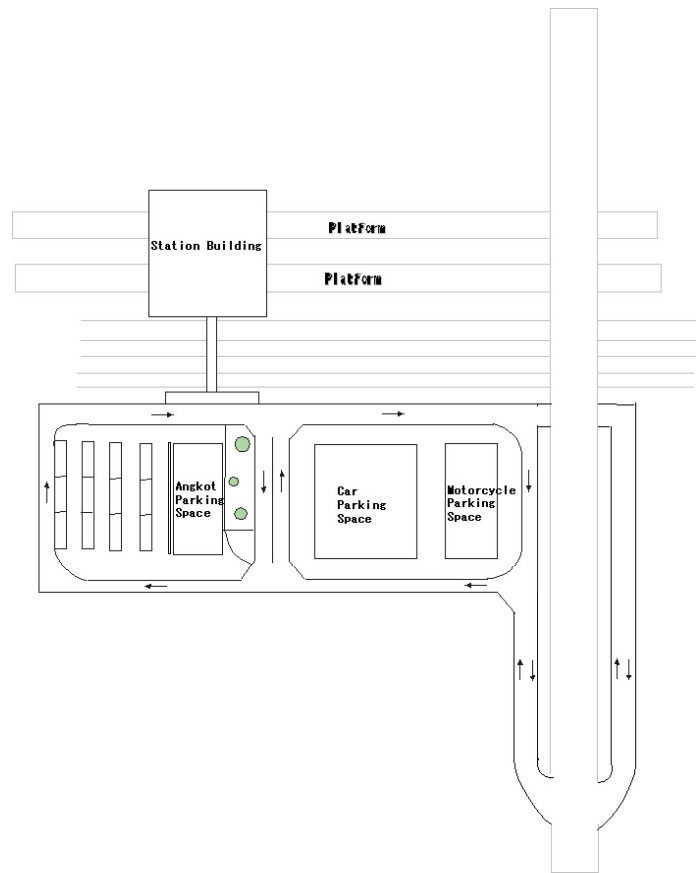 Platform
Station Building
Platform
Angkot
Parking
Space
Car
Parking
Space
Motorcycle
Parking
Space